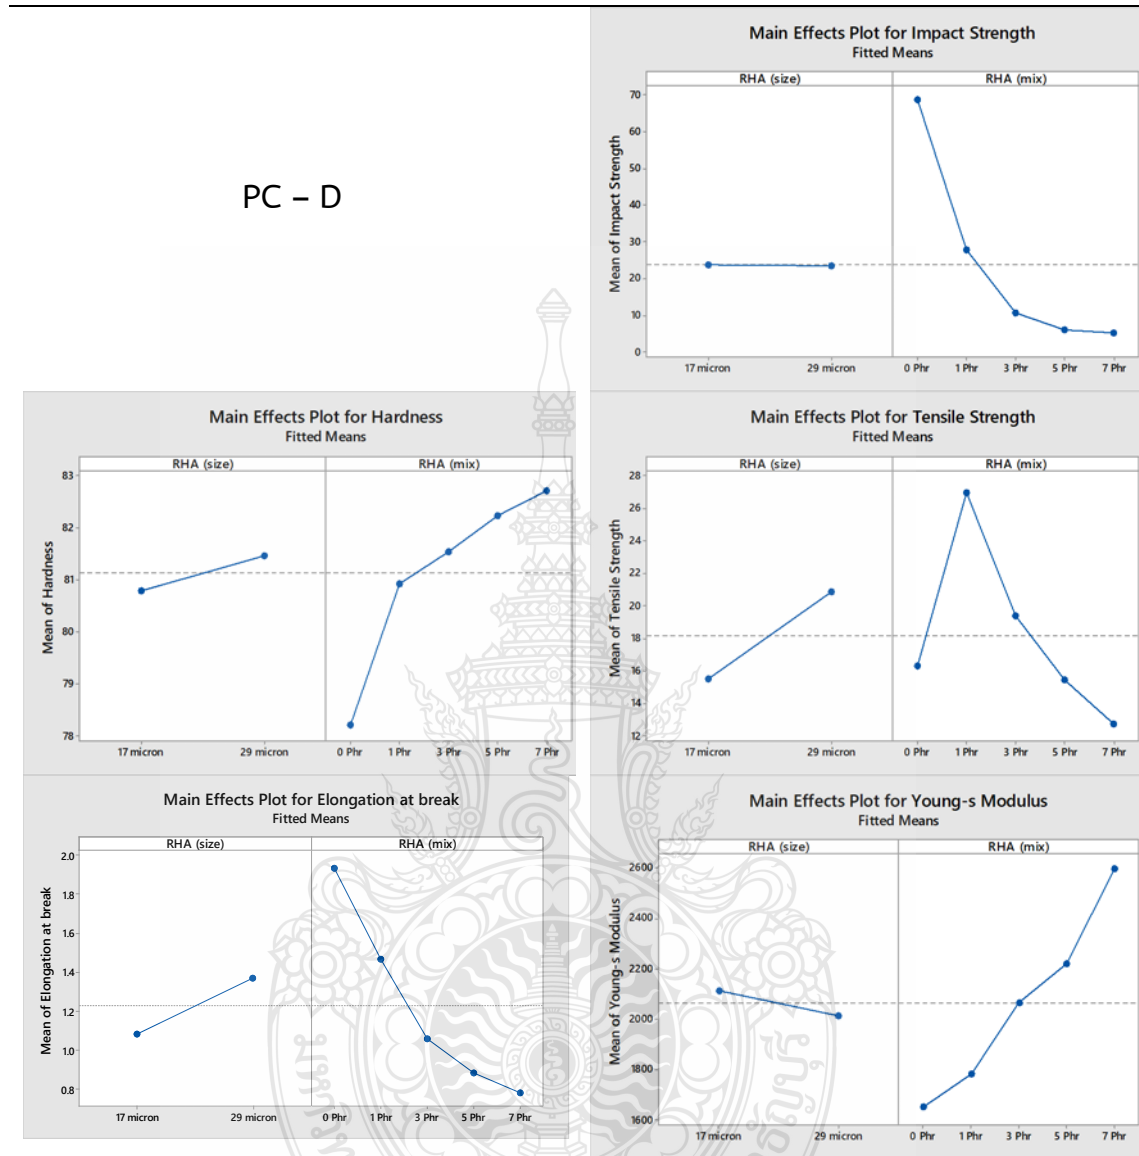 PC – D
Main Effects Plot for Impact Strength
Fitted Means
RHA (size)
RHA (mix)
Mean of Impact Strength
70
60
50
40
30
20
10
0
17 micron
29 micron
0 Phr
1 Phr
3 Phr
5 Phr
7 Phr
Main Effects Plot for Hardness
Fitted Means
RHA (size)
RHA (mix)
Mean of Hardness
83
82
81
80
79
78
17 micron
29 micron
0 Phr
1 Phr
3 Phr
5 Phr
7 Phr
Main Effects Plot for Tensile Strength
Fitted Means
RHA (size)
RHA (mix)
Mean of Tensile Strength
28
26
24
22
20
18
16
14
12
17 micron
29 micron
0 Phr
1 Phr
3 Phr
5 Phr
7 Phr
Main Effects Plot for Elongation at break
Fitted Means
RHA (size)
RHA (mix)
Mean of Elongation at break
2.0
1.8
1.6
1.4
1.2
1.0
0.8
17 micron
29 micron
0 Phr
1 Phr
3 Phr
5 Phr
7 Phr
Main Effects Plot for Young-s Modulus
Fitted Means
RHA (size)
RHA (mix)
Mean of Young-s Modulus
2600
2400
2200
2000
1800
1600
17 micron
29 micron
0 Phr
1 Phr
3 Phr
5 Phr
7 Phr